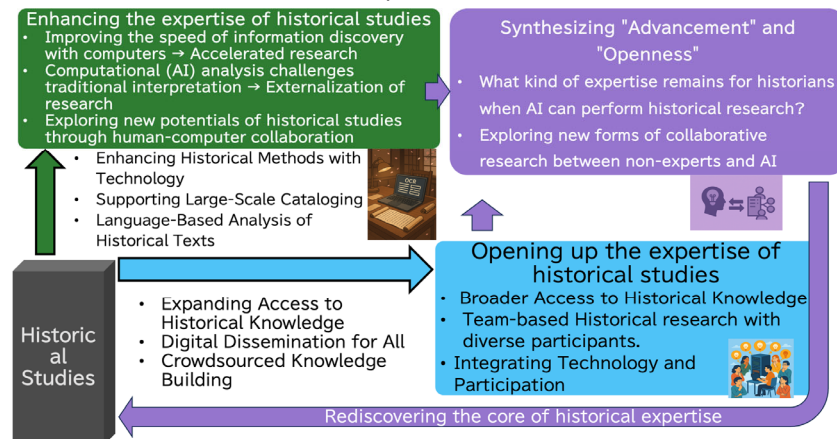 Enhancing the expertise of historical studies
• Improving the speed of information discovery
with computers → Accelerated research
• Computational (AI) analysis challenges
traditional interpretation → Externalization of
research
• Exploring new potentials of historical studies
through human-computer collaboration
Synthesizing "Advancement" and
"Openness"
• What kind of expertise remains for historians
when AI can perform historical research?
• Exploring new forms of collaborative
research between non-experts and AI
• Enhancing Historical Methods with
Technology
• Supporting Large-Scale Cataloging
• Language-Based Analysis of
Historical Texts
OCR
Historic
al
Studies
• Expanding Access to
Historical Knowledge
• Digital Dissemination for All
• Crowdsourced Knowledge
Building
Opening up the expertise of
historical studies
• Broader Access to Historical Knowledge
• Team-based Historical research with
diverse participants.
• Integrating Technology and
Participation
Rediscovering the core of historical expertise